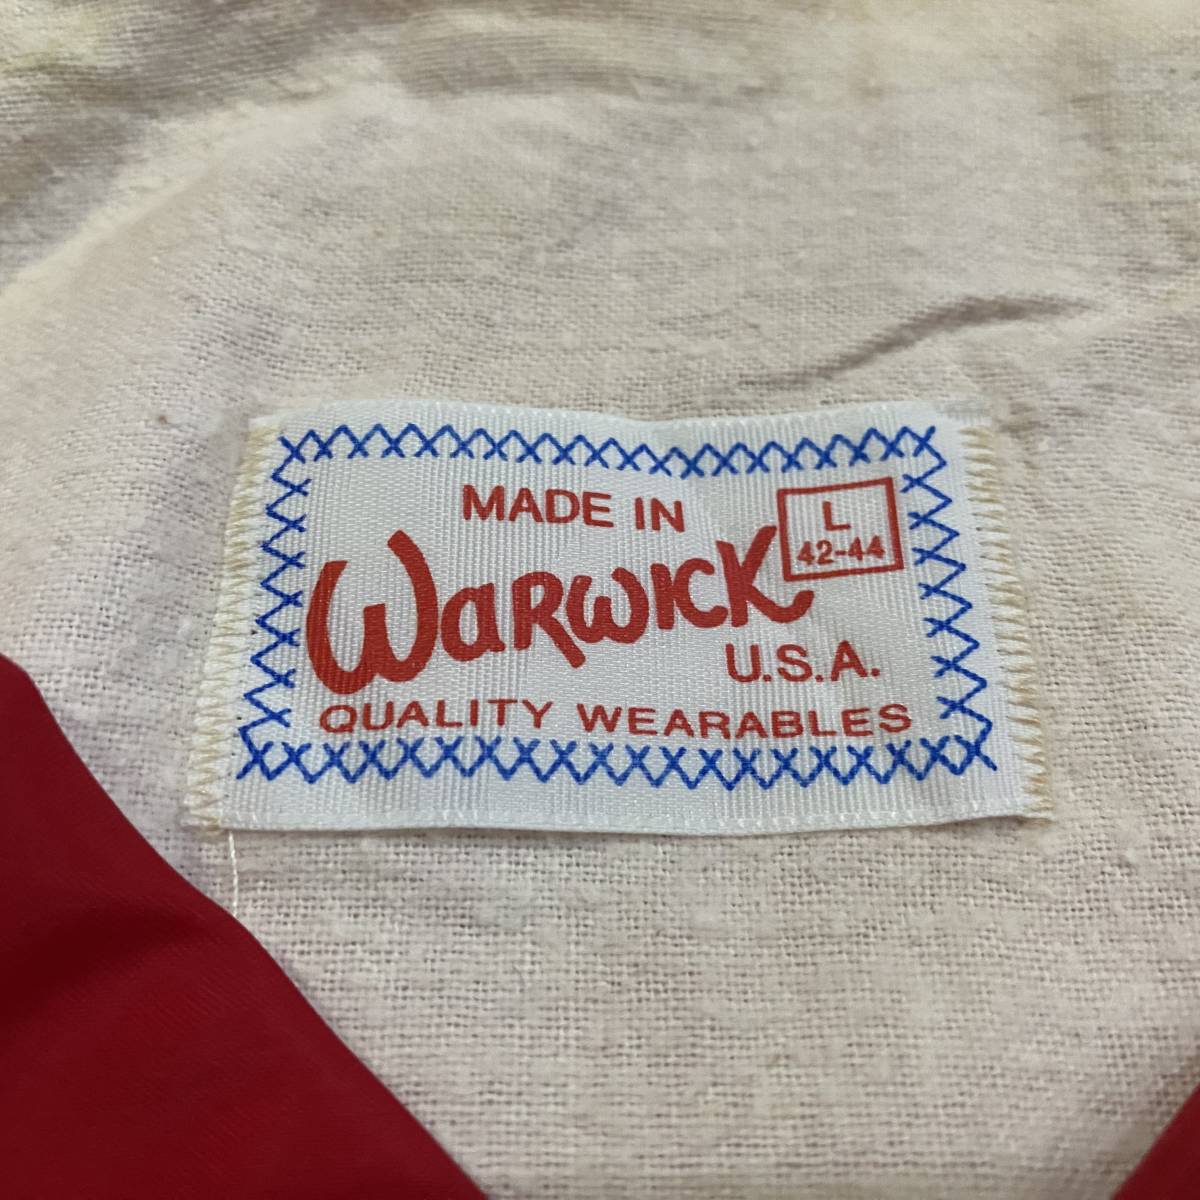 MADE IN
L
42-44
WARWICK
U.S.A.
QUALITY WEARABLES